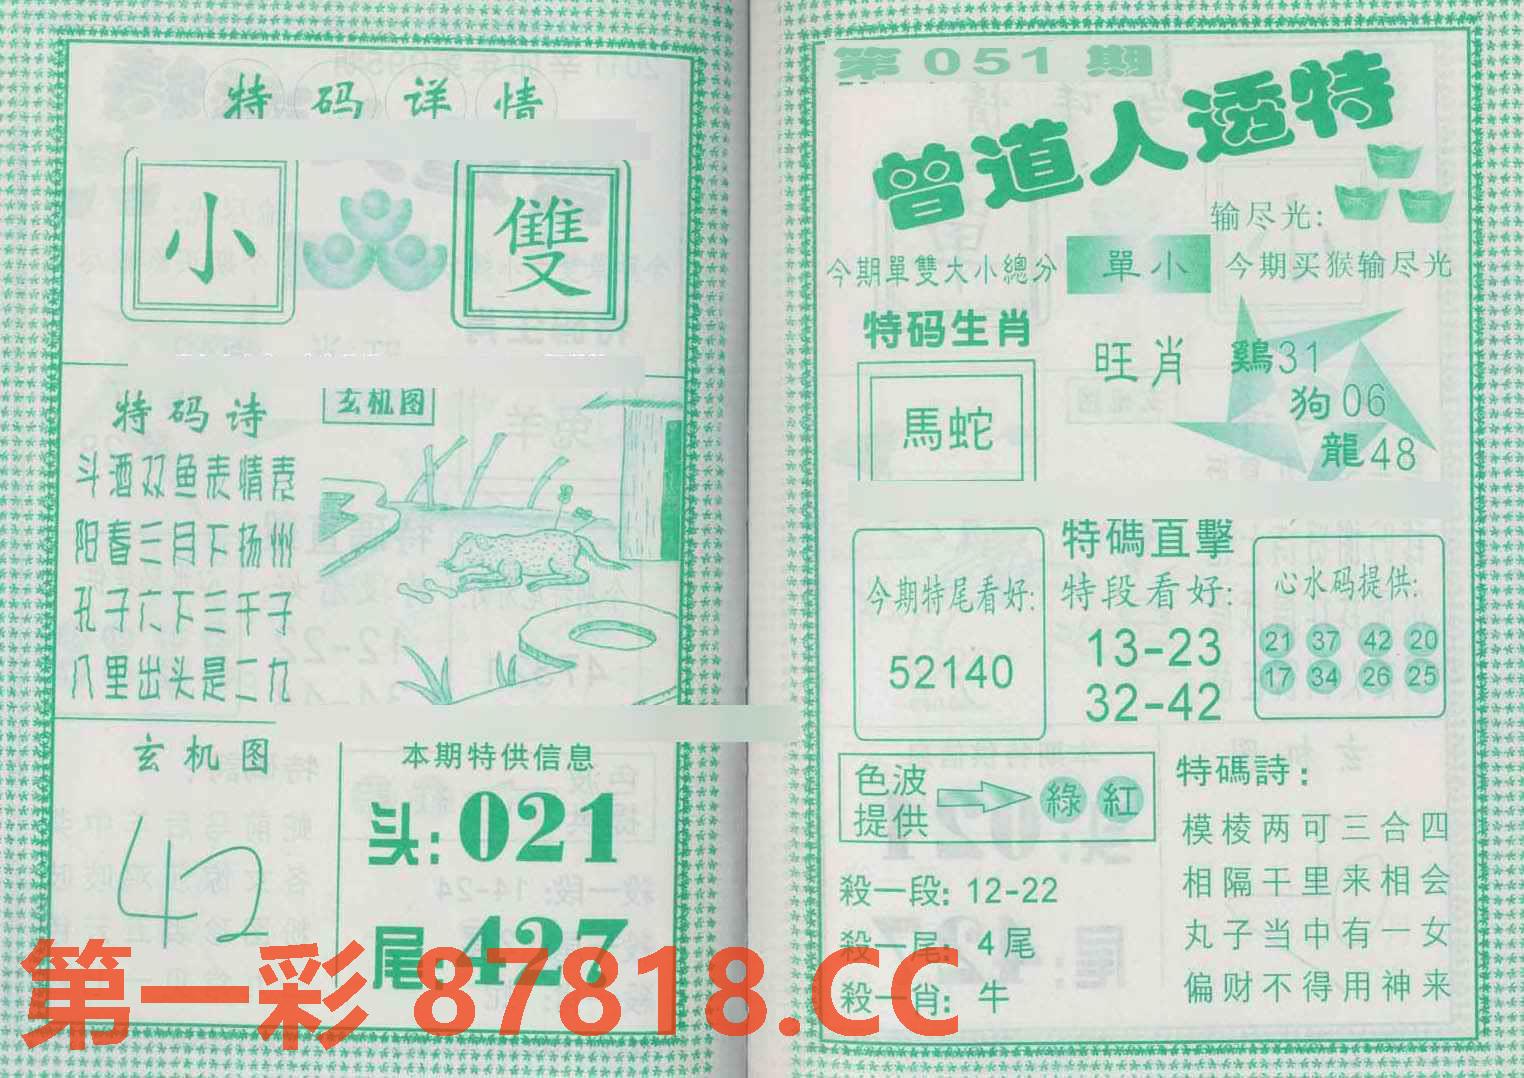 特码详情
小 雙
特码诗
斗酒双鱼表情责
阳春三月下扬州
孔子六下三千子
八里出头是二九
玄机图
玄机图
42
本期特供信息
头:021
尾:427
第051期
曾道人透特
输尽光:
今期單雙大小總分 單小 今期买猴输尽光
特码生肖
馬蛇
旺肖
鷄31
狗06
龍48
今期特尾看好:
52140
特碼直擊
特段看好:
13-23
32-42
心水码提供:
21 37 42 20
17 34 26 25
色波提供 綠 紅
殺一段: 12-22
殺一尾: 4尾
殺一肖: 牛
特碼詩:
模棱两可三合四
相隔千里来相会
丸子当中有一女
偏财不得用神来
第一彩 87818.CC